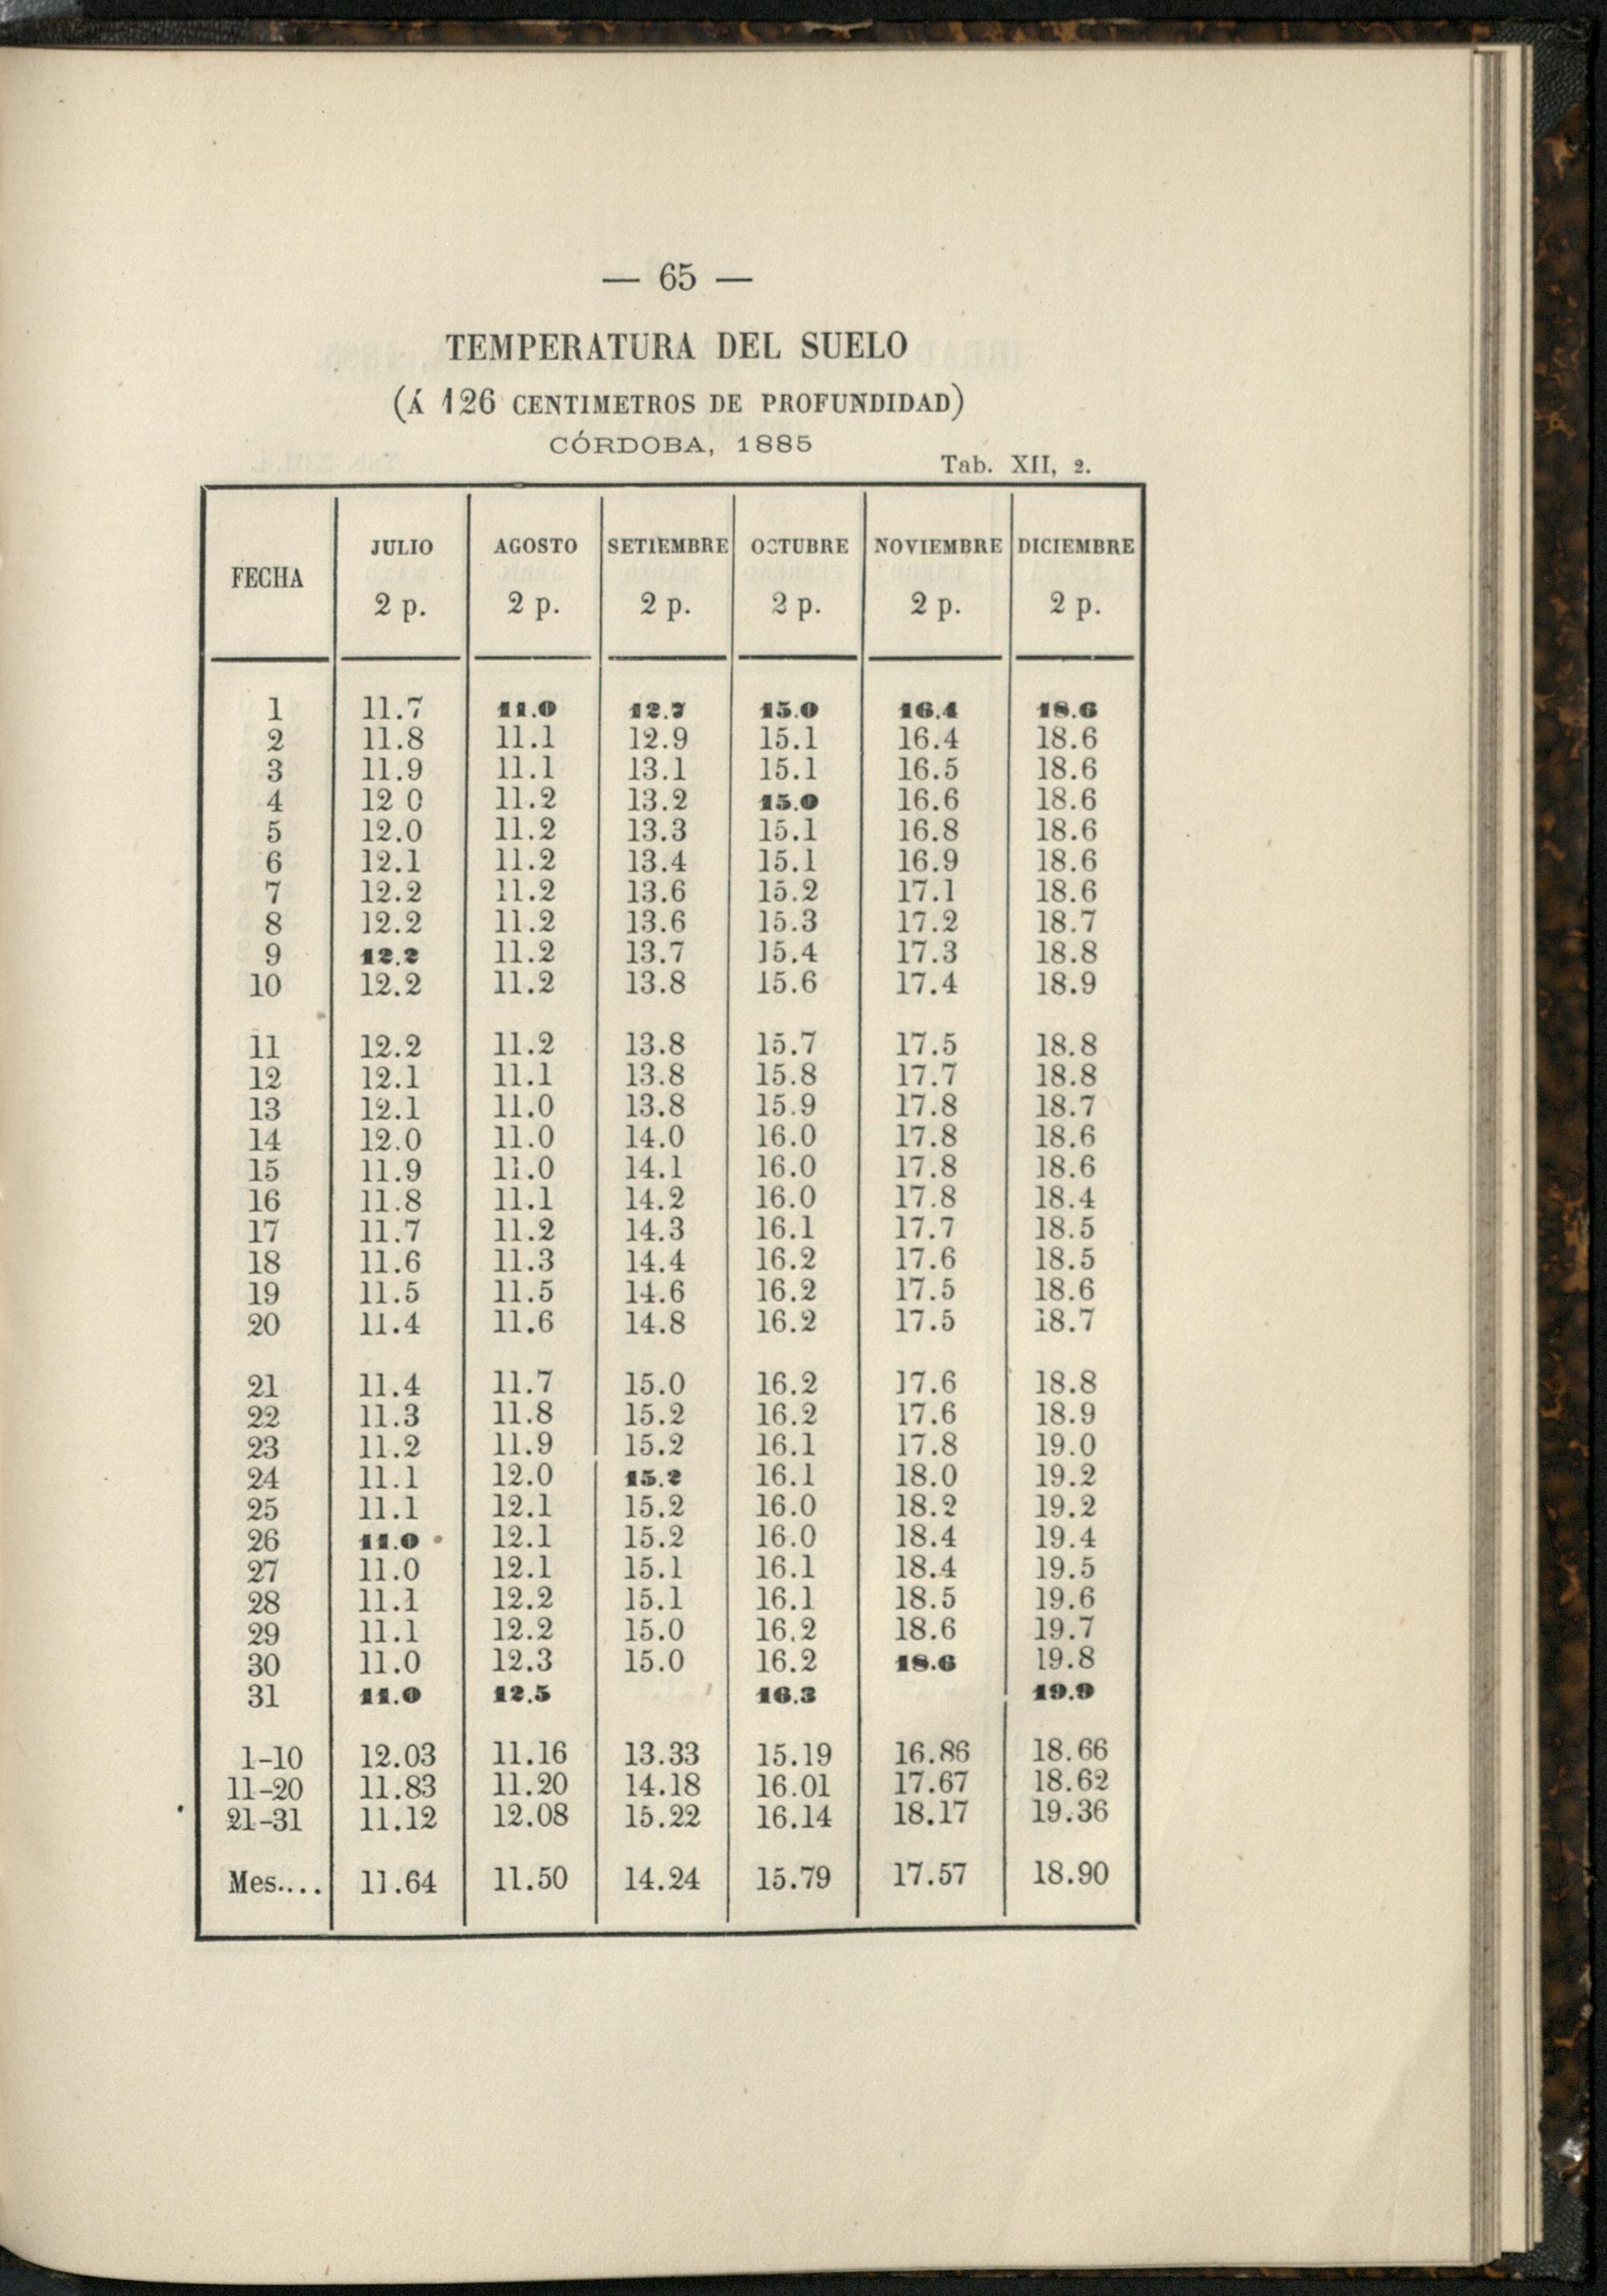 — 65 —
TEMPERATURA DEL SUELO
(Á 126 CENTIMETROS DE PROFUNDIDAD)
CÓRDOBA, 1885
Tab. XII, 2.
FECHA JULIO AGOSTO SETIEMBRE OCTUBRE NOVIEMBRE DICIEMBRE
2 p. 2 p. 2 p. 2 p. 2 p. 2 p.
1 11.7 11.0 12.7 15.0 16.4 18.6
2 11.8 11.1 12.9 15.1 16.4 18.6
3 11.9 11.1 13.1 15.1 16.5 18.6
4 12 0 11.2 13.2 15.0 16.6 18.6
5 12.0 11.2 13.3 15.1 16.8 18.6
6 12.1 11.2 13.4 15.1 16.9 18.6
7 12.2 11.2 13.6 15.2 17.1 18.6
8 12.2 11.2 13.6 15.3 17.2 18.7
9 12.2 11.2 13.7 15.4 17.3 18.8
10 12.2 11.2 13.8 15.6 17.4 18.9
11 12.2 11.2 13.8 15.7 17.5 18.8
12 12.1 11.1 13.8 15.8 17.7 18.8
13 12.1 11.0 13.8 15.9 17.8 18.7
14 12.0 11.0 14.0 16.0 17.8 18.6
15 11.9 11.0 14.1 16.0 17.8 18.6
16 11.8 11.1 14.2 16.0 17.8 18.4
17 11.7 11.2 14.3 16.1 17.7 18.5
18 11.6 11.3 14.4 16.2 17.6 18.5
19 11.5 11.5 14.6 16.2 17.5 18.6
20 11.4 11.6 14.8 16.2 17.5 18.7
21 11.4 11.7 15.0 16.2 17.6 18.8
22 11.3 11.8 15.2 16.2 17.6 18.9
23 11.2 11.9 15.2 16.1 17.8 19.0
24 11.1 12.0 15.2 16.1 18.0 19.2
25 11.1 12.1 15.2 16.0 18.2 19.2
26 11.0 12.1 15.2 16.0 18.4 19.4
27 11.0 12.1 15.1 16.1 18.4 19.5
28 11.1 12.2 15.1 16.1 18.5 19.6
29 11.1 12.2 15.0 16.2 18.6 19.7
30 11.0 12.3 15.0 16.2 18.6 19.8
31 11.0 12.5 16.3 19.9
1-10 12.03 11.16 13.33 15.19 16.86 18.66
11-20 11.83 11.20 14.18 16.01 17.67 18.62
21-31 11.12 12.08 15.22 16.14 18.17 19.36
Mes.... 11.64 11.50 14.24 15.79 17.57 18.90